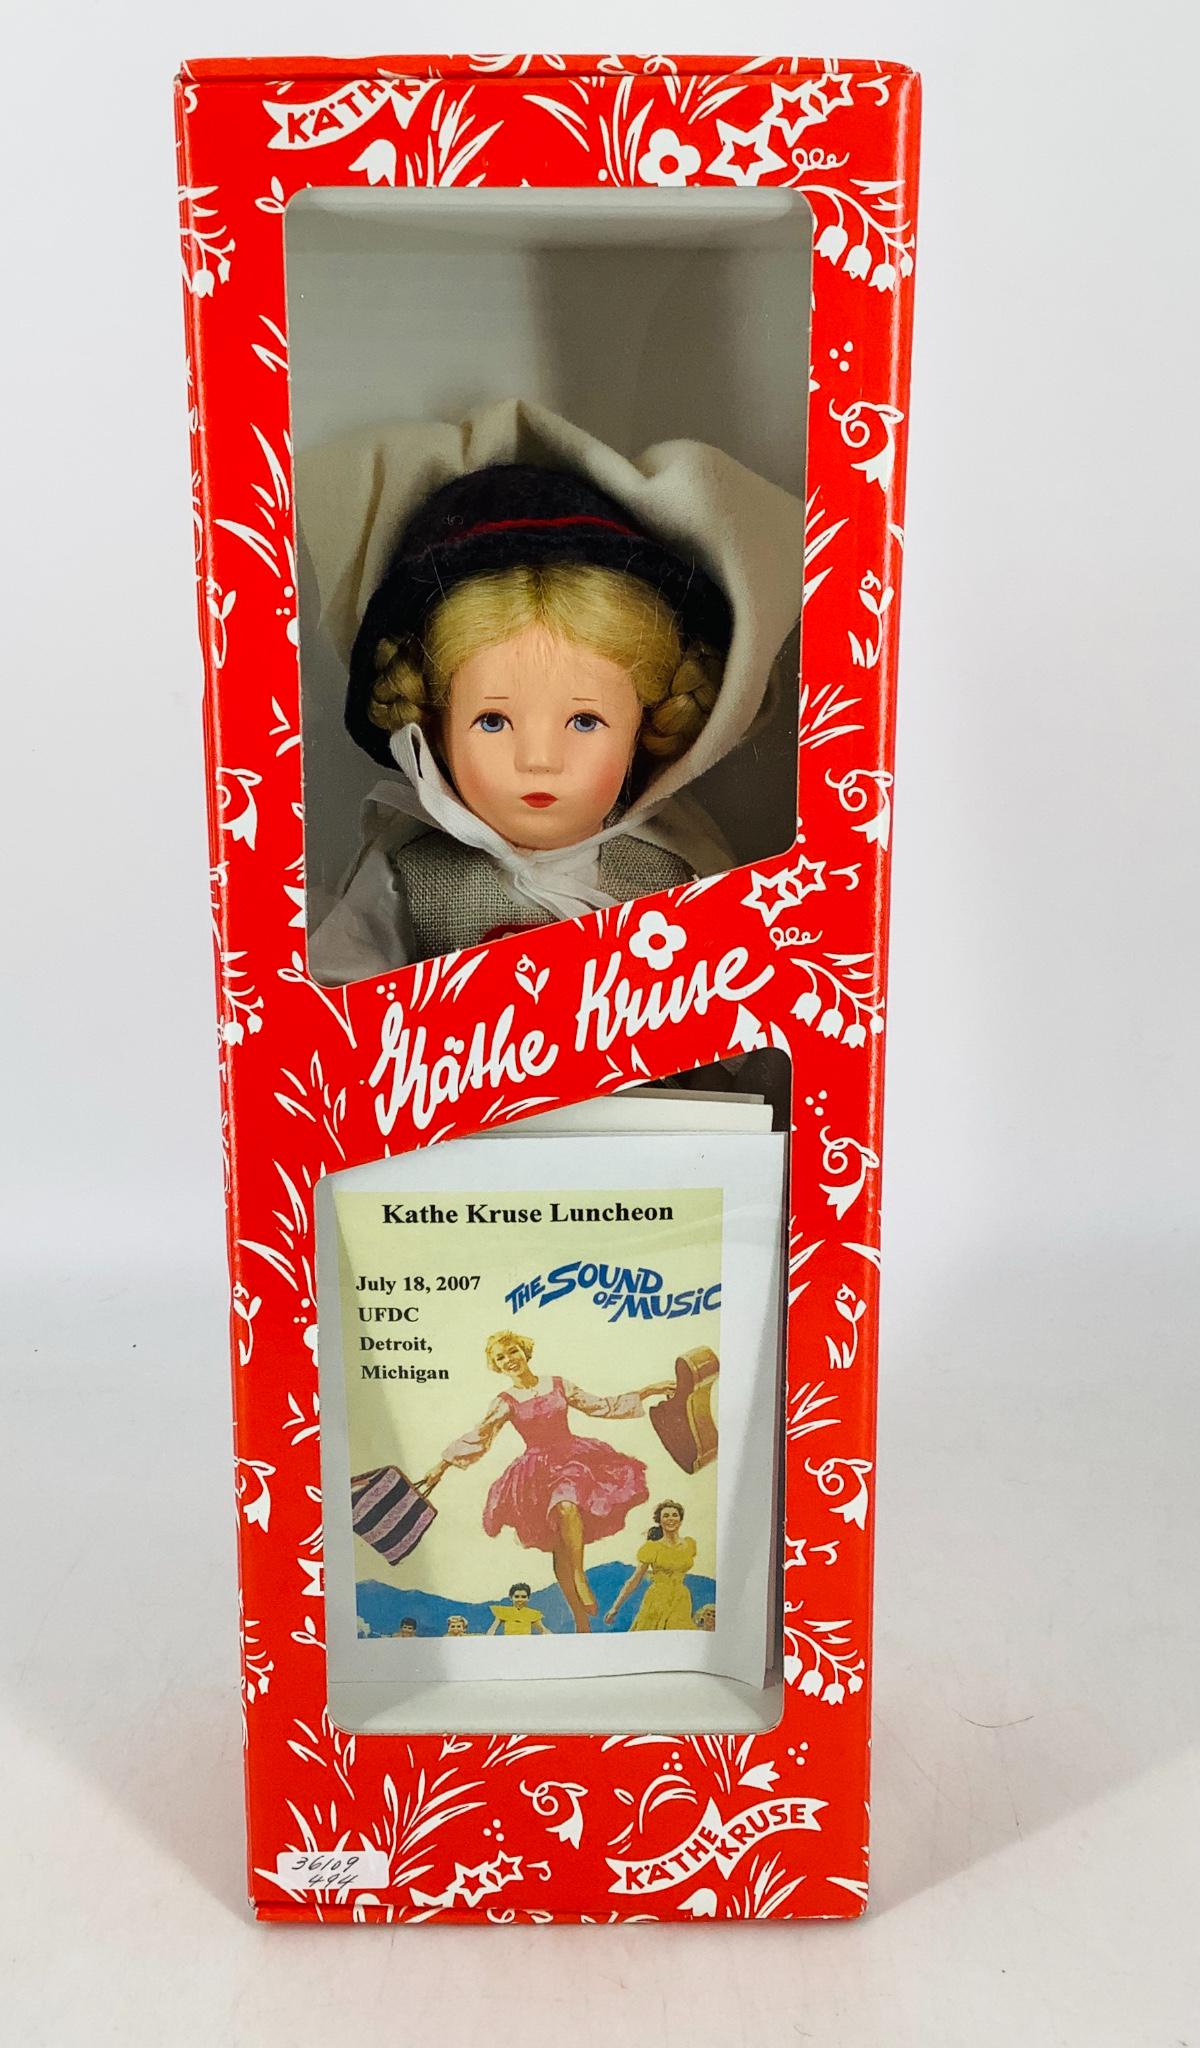 KÄTHE K
Käthe Kruse
Kathe Kruse Luncheon
July 18, 2007
UFDC
Detroit,
Michigan
THE SOUND
OF MUSIC
KÄTHE KRUSE
36109
494